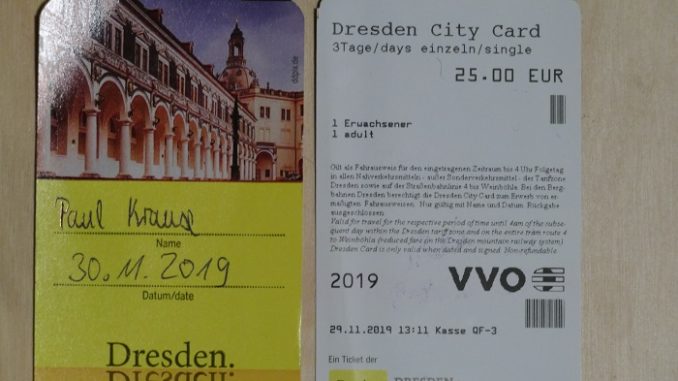 ddpix.de
Paul
Name
30.11.2019
Datum/date
Dresden.
Dresden City Card
3Tage/days einzeln/single
25.00 EUR
1 Erwachsener
1 adult
Gilt als Fahrausweis für den eingetragenen Zeitraum bis 4 Uhr Folgetag
in allen Nahverkehrsmitteln - außer Sonderverkehrsmittel - der Tarifzone
Dresden sowie auf der Straßenbahnlinie 4 bis Weinböhla. Bei den Berg-
bahnen Dresden berechtigt die Dresden City Card zum Erwerb von er-
mäßigten Fahrausweisen. Nur gültig mit Name und Datum. Rückgabe
ausgeschlossen.
Valid for travel for the respective period of time until 4am of the subse-
quent day within the Dresden tariff zone and on the entire tram route 4
to Weinböhla (reduced fares on the Dresden mountain railway system)
Dresden Card is only valid when dated and signed. Non-refundable.
2019
VVO
29.11.2019 13:11 Kasse QF-3
Ein Ticket der
DRESDEN